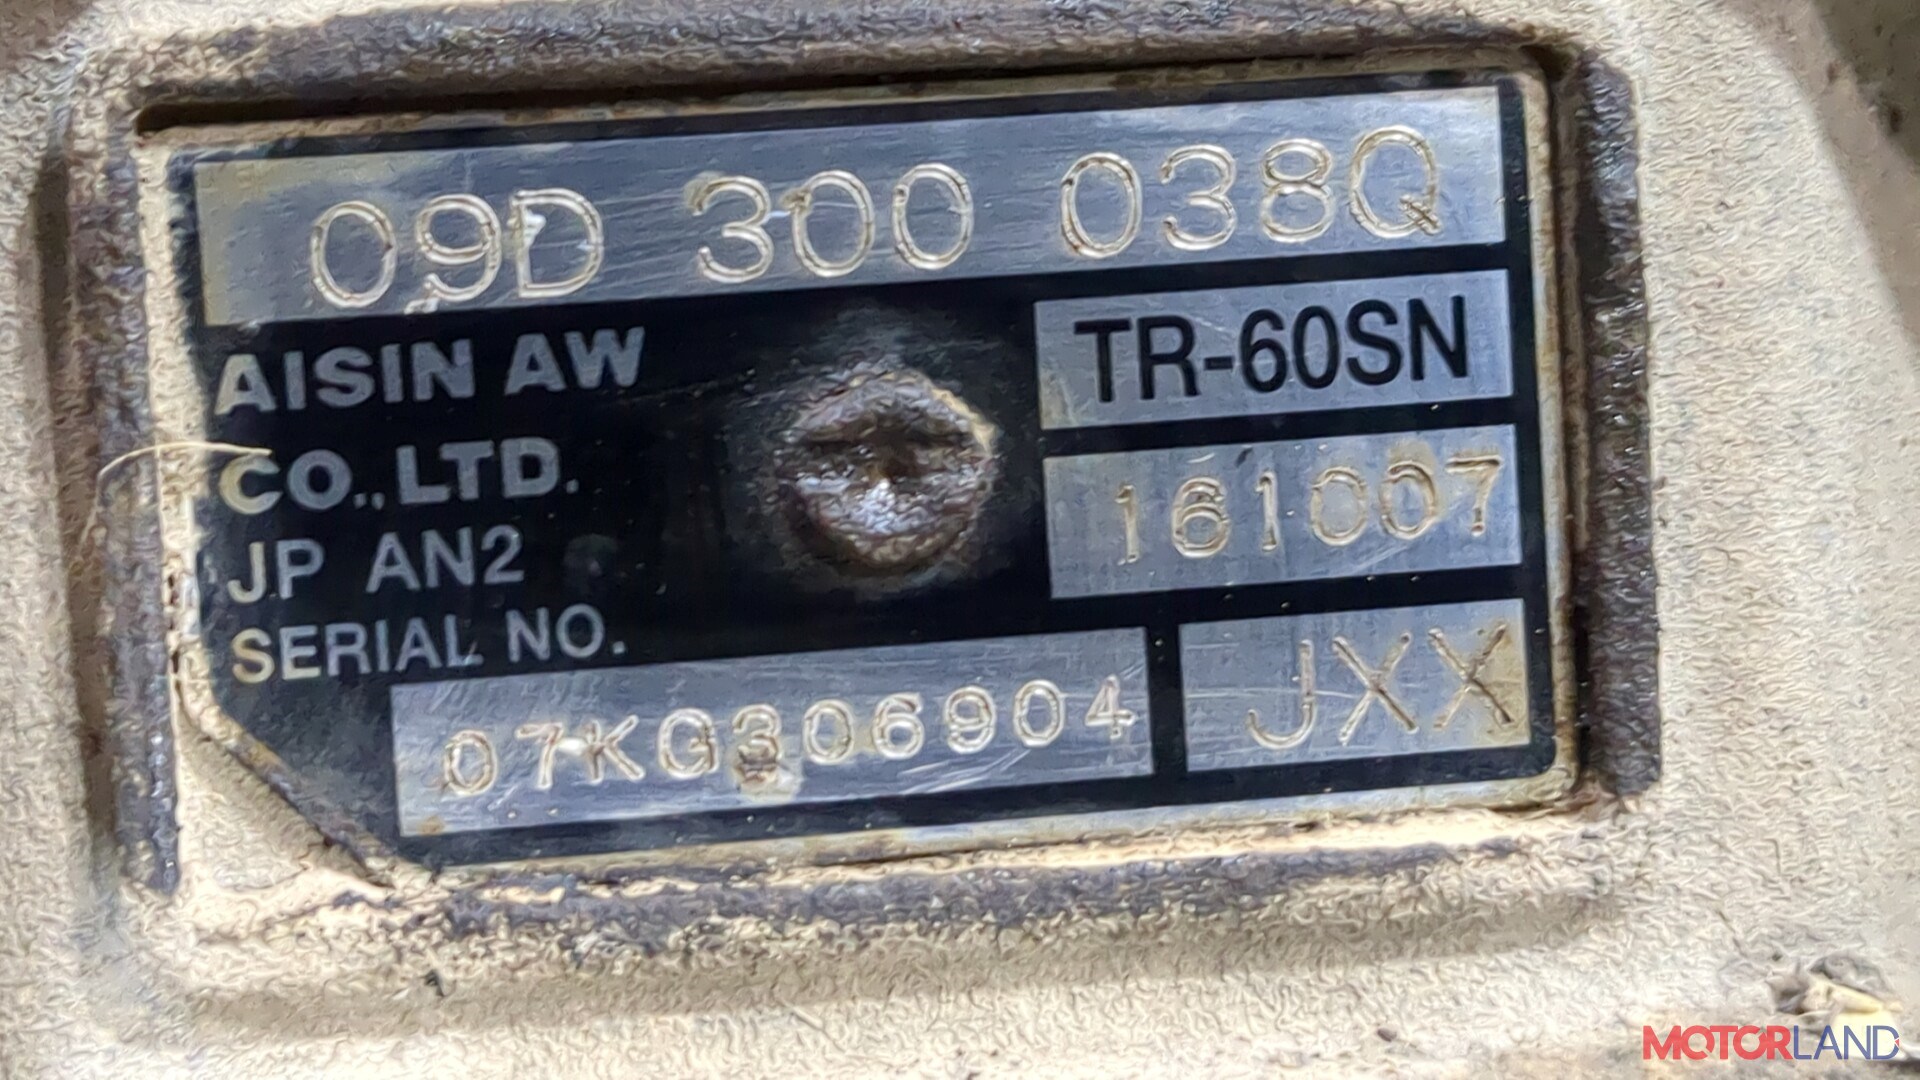 09D 300 038Q
AISIN AW
CO.,LTD.
JP AN2
SERIAL NO.
TR-60SN
161007
07KG306904
JXX
MOTORLAND